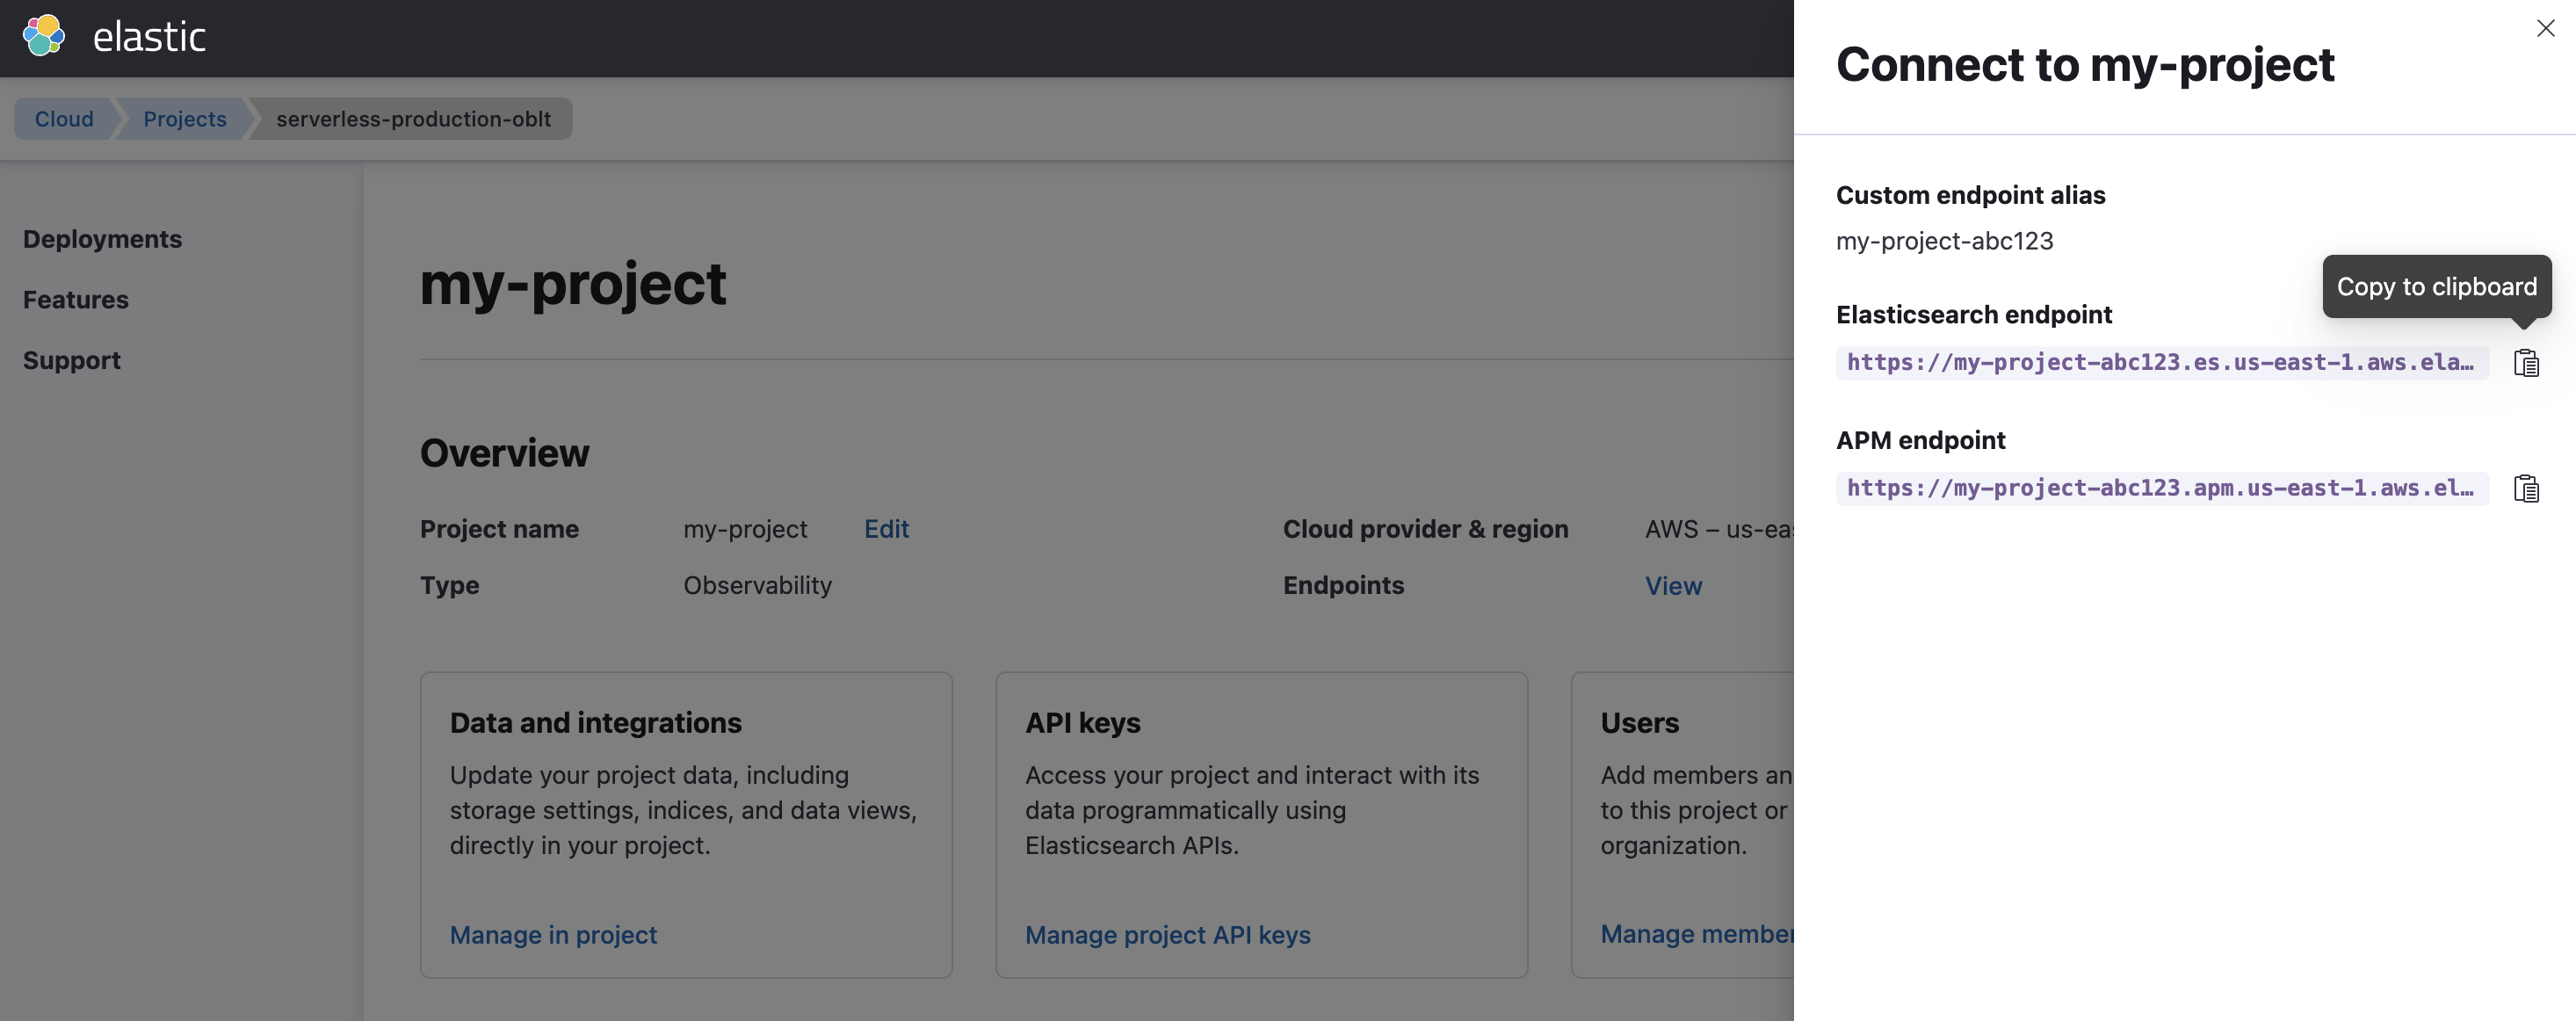 elastic
Cloud
Projects
serverless-production-oblt
Deployments
Features
Support
my-project
Overview
Project name
my-project
Edit
Cloud provider & region
AWS – us-eas
Type
Observability
Endpoints
View
Data and integrations
Update your project data, including
storage settings, indices, and data views,
directly in your project.
Manage in project
API keys
Access your project and interact with its
data programmatically using
Elasticsearch APIs.
Manage project API keys
Users
Add members an
to this project or
organization.
Manage member
Connect to my-project
Custom endpoint alias
my-project-abc123
Copy to clipboard
Elasticsearch endpoint
https://my-project-abc123.es.us-east-1.aws.ela…
APM endpoint
https://my-project-abc123.apm.us-east-1.aws.el…